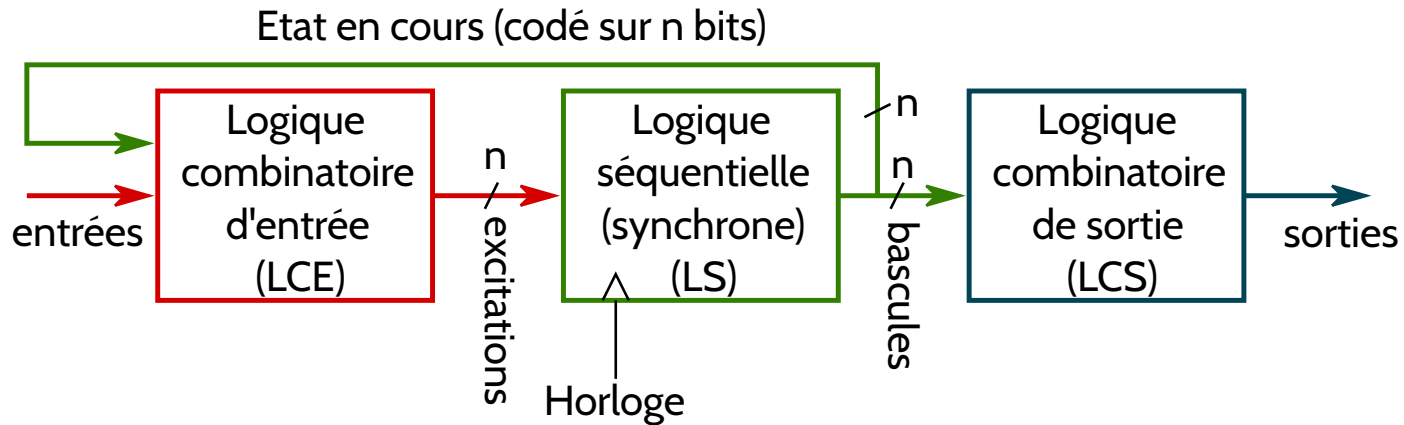 Etat en cours (codé sur n bits)
entrées
Logique
combinatoire
d'entrée
(LCE)
n
excitations
Logique
séquentielle
(synchrone)
(LS)
Horloge
n
n
bascules
Logique
combinatoire
de sortie
(LCS)
sorties